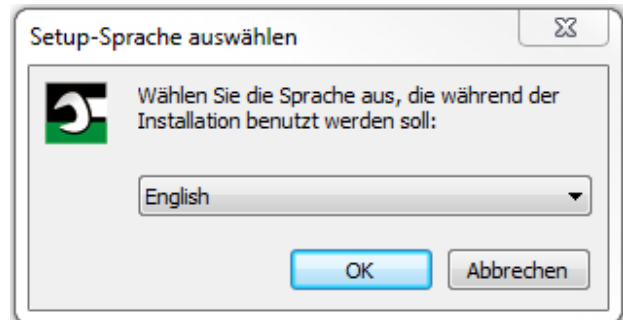 Setup-Sprache auswählen
Wählen Sie die Sprache aus, die während der
Installation benutzt werden soll:
English
OK
Abbrechen